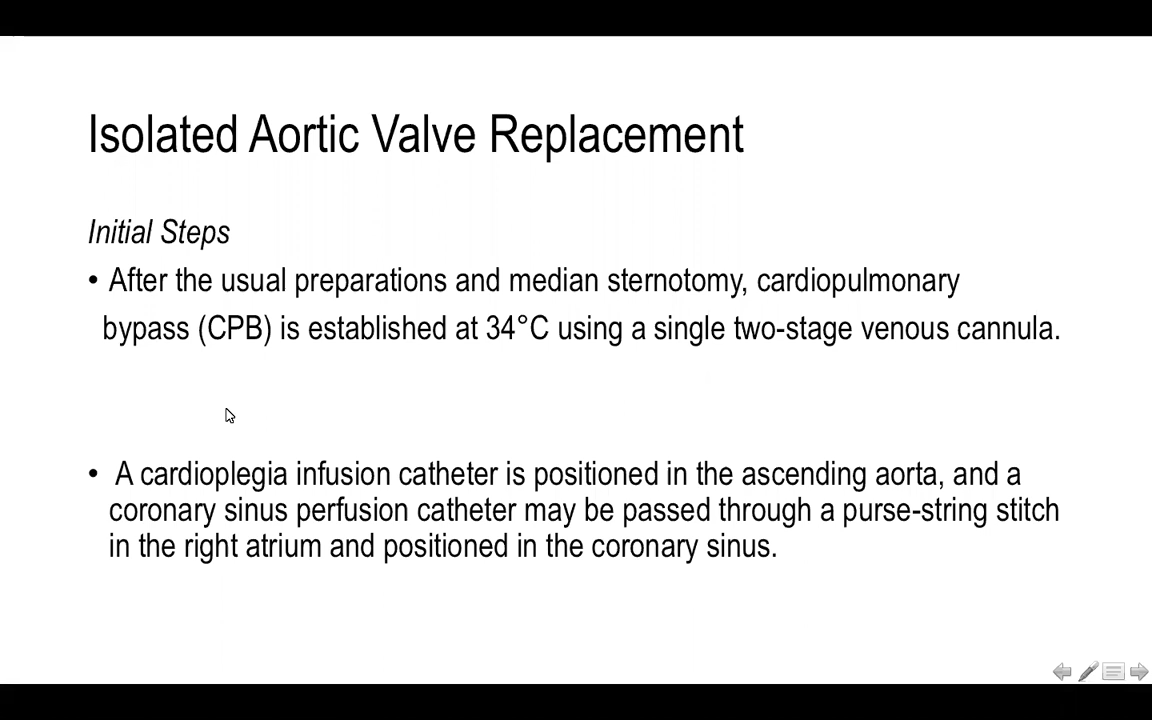 Isolated Aortic Valve Replacement
Initial Steps
• After the usual preparations and median sternotomy, cardiopulmonary
bypass (CPB) is established at 34°C using a single two-stage venous cannula.
• A cardioplegia infusion catheter is positioned in the ascending aorta, and a
coronary sinus perfusion catheter may be passed through a purse-string stitch
in the right atrium and positioned in the coronary sinus.